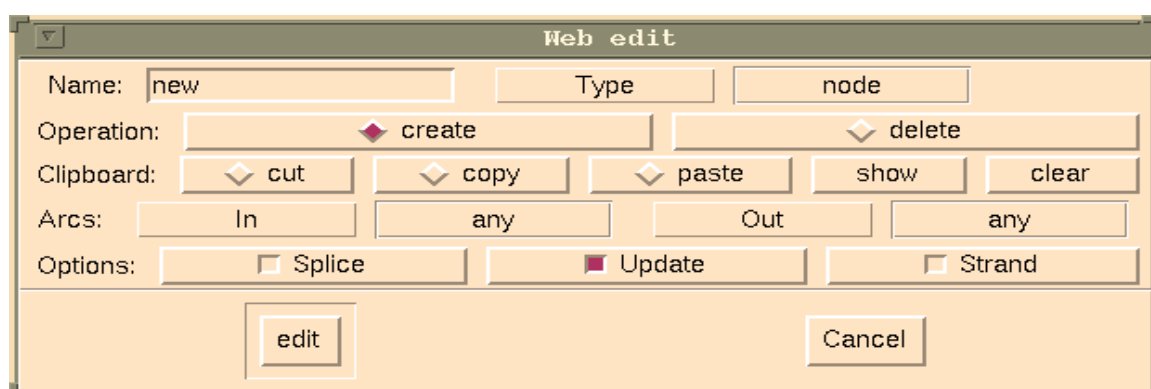 Web edit
Name: new Type node
Operation: create delete
Clipboard: cut copy paste show clear
Arcs: In any Out any
Options: Splice Update Strand
edit Cancel